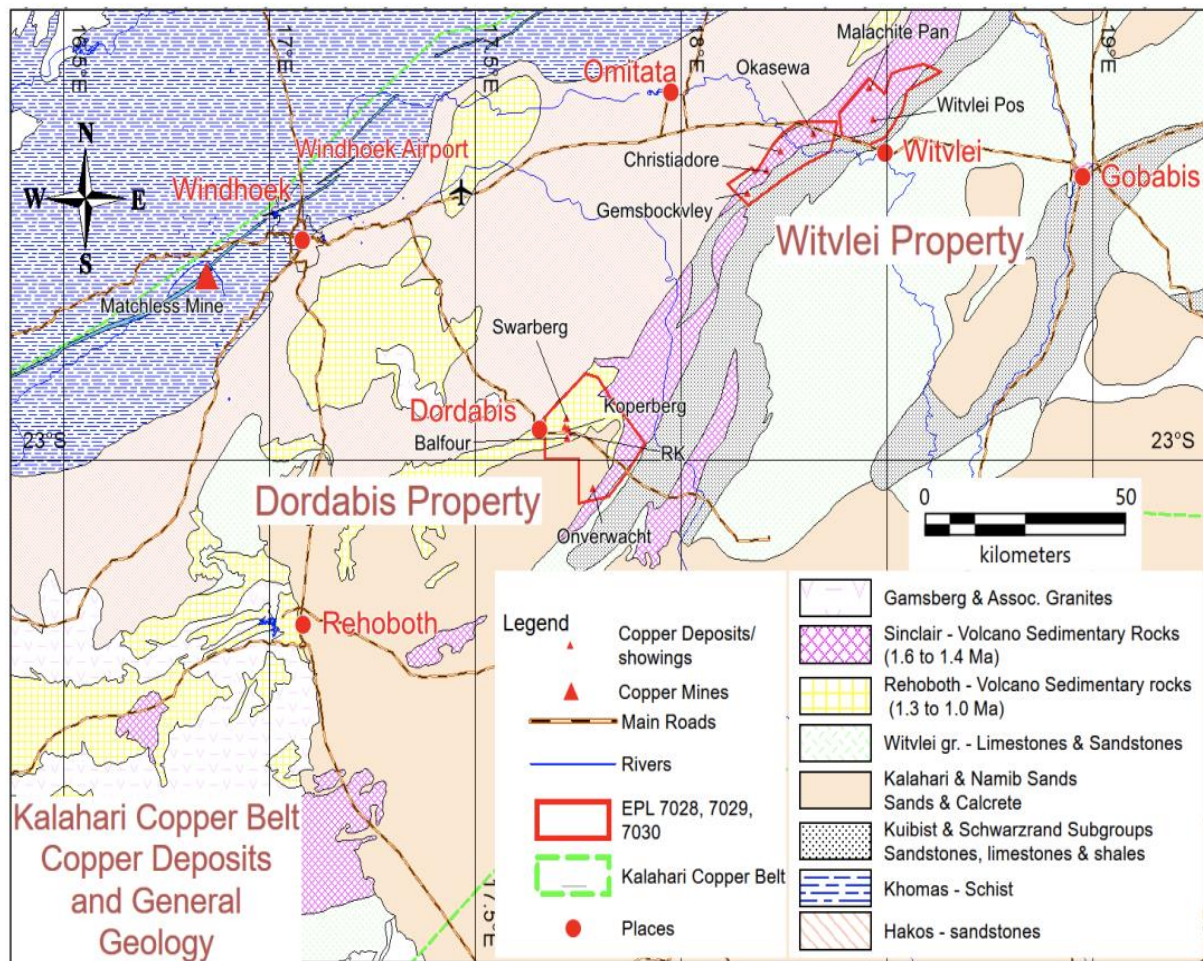 16.5°E
17°E
17.5°E
18°E
19°E
Malachite Pan
Okasewa
Omitata
Witvlei Pos
N
W
E
S
Windhoek Airport
Christiadore
Witvlei
Windhoek
Gemsbockvley
Gobabis
Witvlei Property
Matchless Mine
Swarberg
Dordabis
Koperberg
Balfour
RK
23°S
23°S
Dordabis Property
Onverwacht
0
50
kilometers
Rehoboth
17.5°E
Kalahari Copper Belt
Copper Deposits
and General
Geology
Legend
Copper Deposits/
showings
Copper Mines
Main Roads
Rivers
EPL 7028, 7029,
7030
Kalahari Copper Belt
Places
Gamsberg & Assoc. Granites
Sinclair - Volcano Sedimentary Rocks
(1.6 to 1.4 Ma)
Rehoboth - Volcano Sedimentary rocks
(1.3 to 1.0 Ma)
Witvlei gr. - Limestones & Sandstones
Kalahari & Namib Sands
Sands & Calcrete
Kuibist & Schwarzrand Subgroups
Sandstones, limestones & shales
Khomas - Schist
Hakos - sandstones